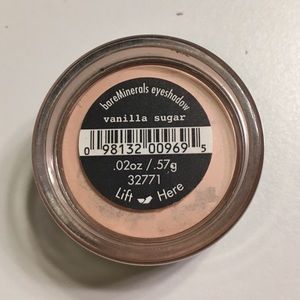 bareMinerals eyeshadow
vanilla sugar
0 98132 00969 5
.02oz /.57g
32771
Lift Here